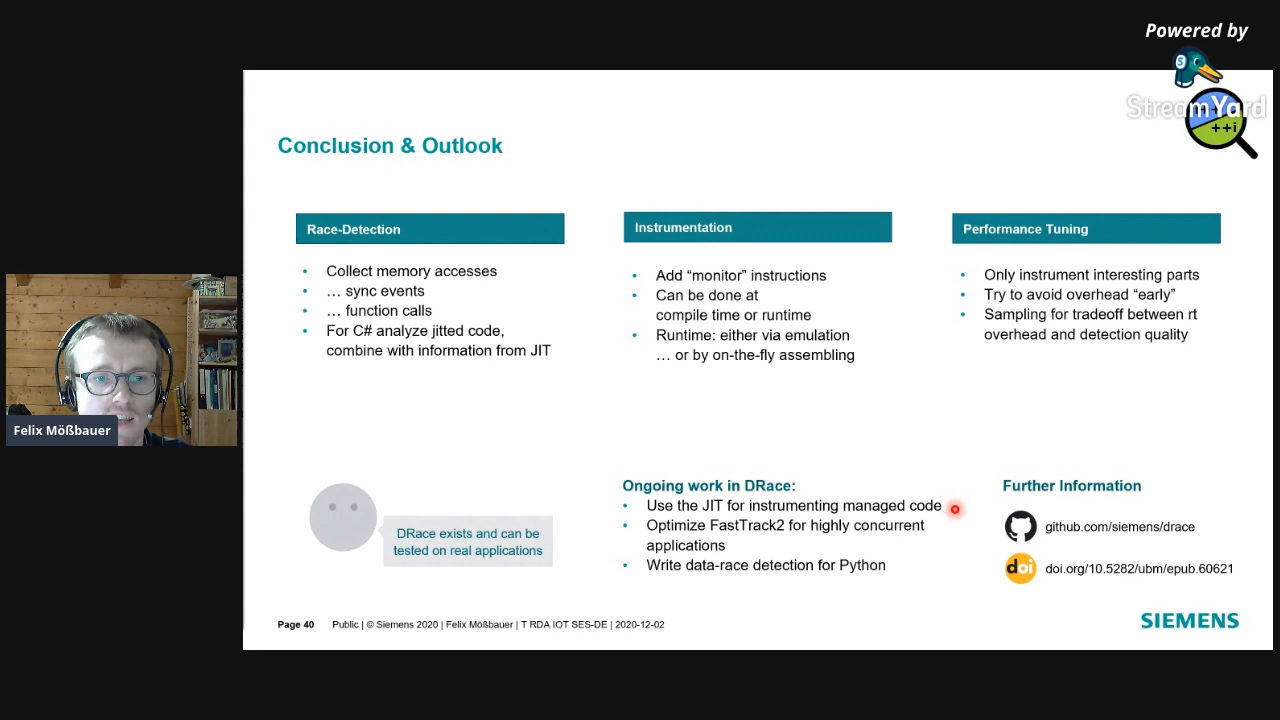 Powered by
StreamYard
Conclusion & Outlook
Race-Detection
• Collect memory accesses
• … sync events
• … function calls
• For C# analyze jitted code,
combine with information from JIT
Instrumentation
• Add “monitor” instructions
• Can be done at
compile time or runtime
• Runtime: either via emulation
… or by on-the-fly assembling
Performance Tuning
• Only instrument interesting parts
• Try to avoid overhead “early”
• Sampling for tradeoff between rt
overhead and detection quality
Felix Mößbauer
DRace exists and can be
tested on real applications
Ongoing work in DRace:
• Use the JIT for instrumenting managed code
• Optimize FastTrack2 for highly concurrent
applications
• Write data-race detection for Python
Further Information
github.com/siemens/drace
doi
doi.org/10.5282/ubm/epub.60621
Page 40 Public | © Siemens 2020 | Felix Mößbauer | T RDA IOT SES-DE | 2020-12-02
SIEMENS